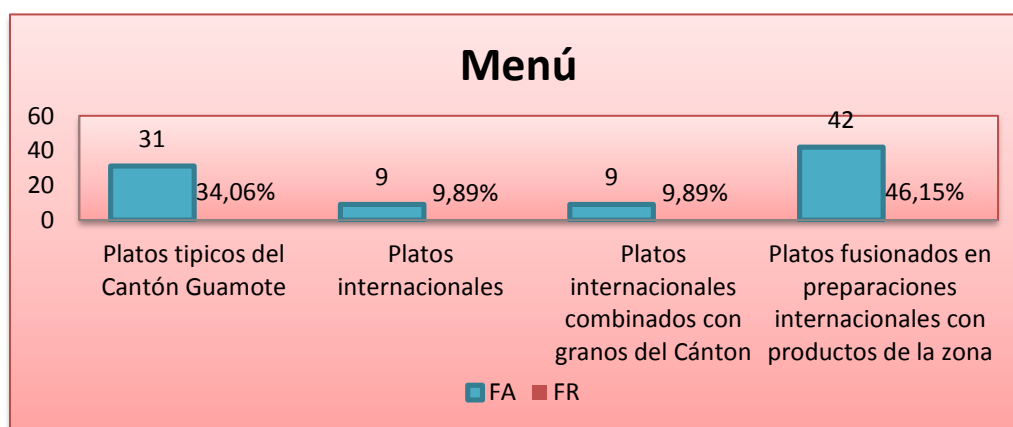 Menú
60
40
20
0
31
34,06%
9
9,89%
9
9,89%
42
46,15%
Platos tipicos del
Cantón Guamote
Platos
internacionales
Platos
internacionales
combinados con
granos del Cánton
Platos fusionados en
preparaciones
internacionales con
productos de la zona
FA FR